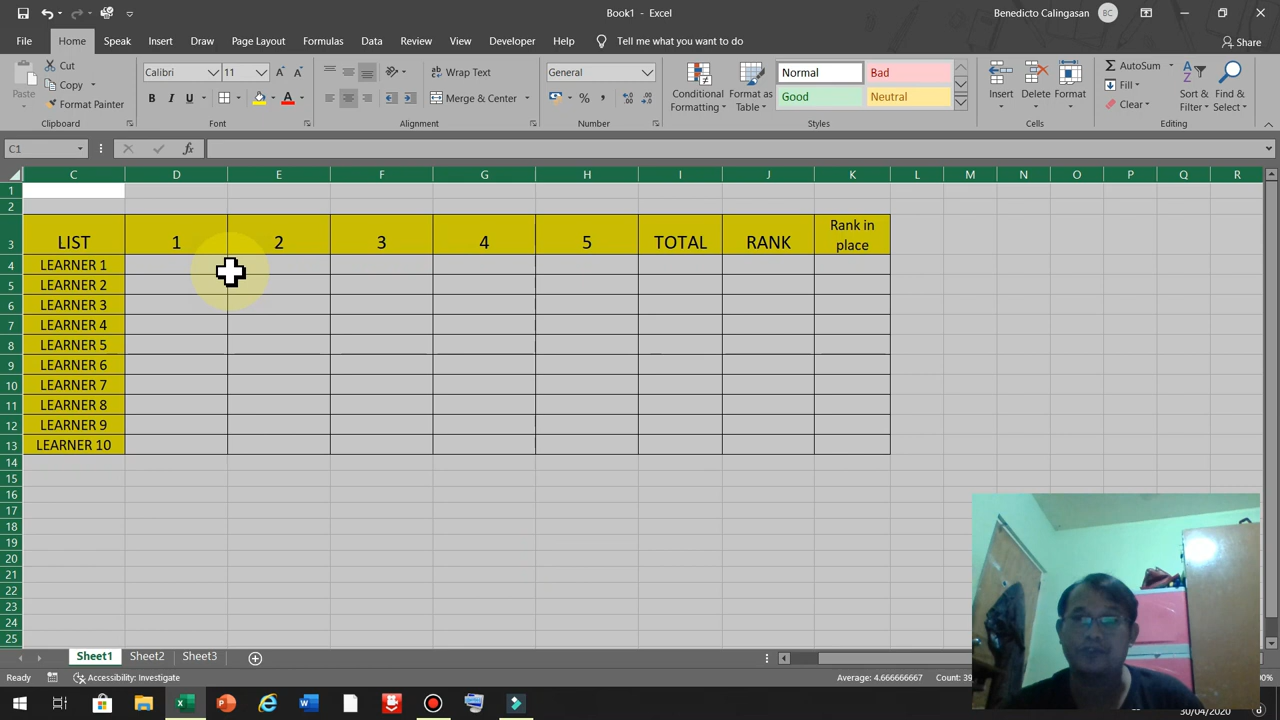 Book1 - Excel
Benedicto Calingasan
BC
File Home Speak Insert Draw Page Layout Formulas Data Review View Developer Help Tell me what you want to do
Share
Paste
Cut
Copy
Format Painter
Clipboard
Calibri 11
B I U
Font
Wrap Text
Merge & Center
Alignment
General
Number
Conditional Formatting
Format as Table
Normal Bad
Good Neutral
Styles
Insert Delete Format
Cells
AutoSum
Fill
Clear
Sort & Filter
Find & Select
Editing
C1 fx
C D E F G H I J K L M N O P Q R
1
2
3 LIST 1 2 3 4 5 TOTAL RANK Rank in place
4 LEARNER 1
5 LEARNER 2
6 LEARNER 3
7 LEARNER 4
8 LEARNER 5
9 LEARNER 6
10 LEARNER 7
11 LEARNER 8
12 LEARNER 9
13 LEARNER 10
14
15
16
17
18
19
20
21
22
23
24
25
Sheet1 Sheet2 Sheet3
Ready Accessibility: Investigate Average: 4.666666667 Count: 39
30/04/2020